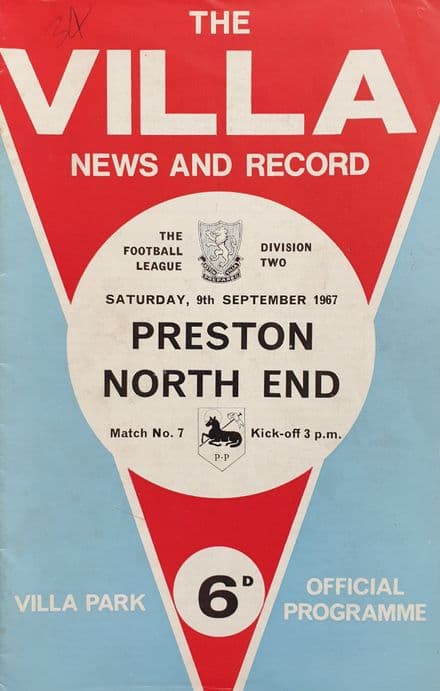 THE
VILLA
NEWS AND RECORD
THE FOOTBALL LEAGUE
DIVISION TWO
SATURDAY, 9th SEPTEMBER 1967
PRESTON
NORTH END
Match No. 7
Kick-off 3 p.m.
P·P
6D
VILLA PARK
OFFICIAL
PROGRAMME